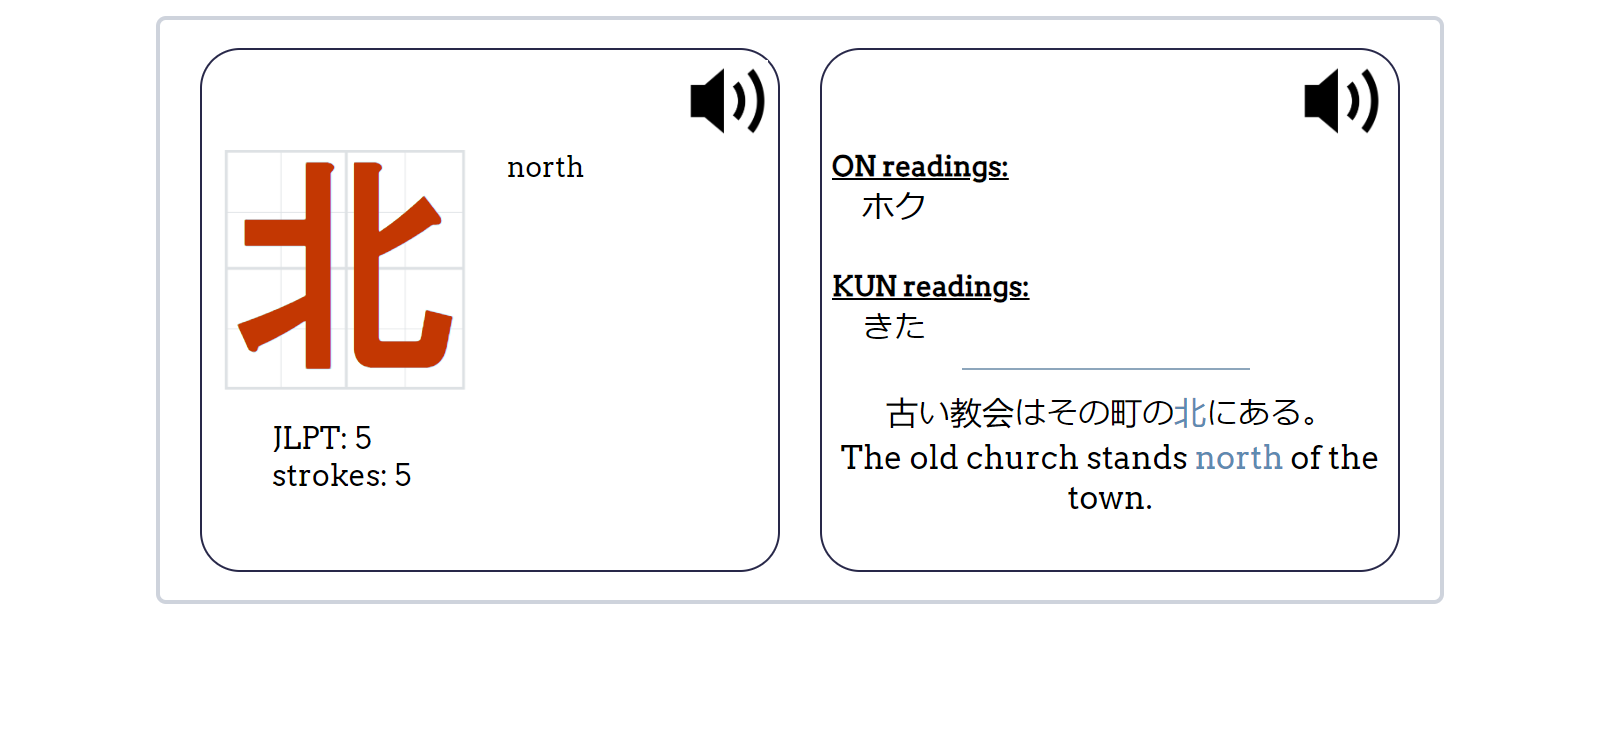 北
north
JLPT: 5
strokes: 5
ON readings:
ホク
KUN readings:
きた
古い教会はその町の北にある。
The old church stands north of the
town.